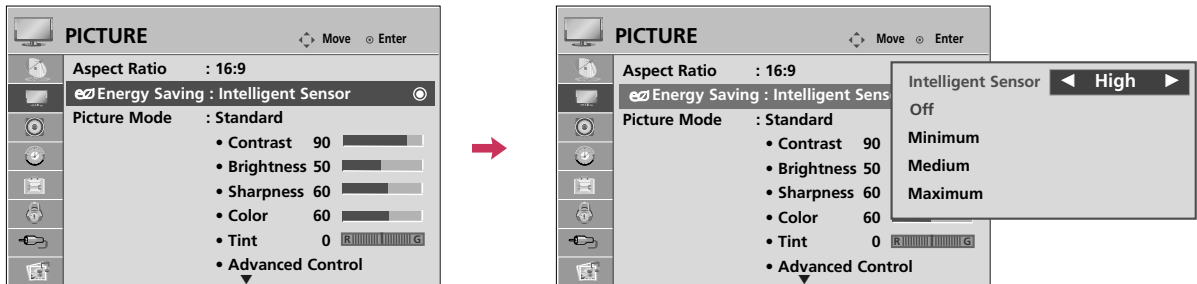 PICTURE Move Enter
Aspect Ratio : 16:9
Energy Saving : Intelligent Sensor
Picture Mode : Standard
• Contrast 90
• Brightness 50
• Sharpness 60
• Color 60
• Tint 0 R G
• Advanced Control
PICTURE Move Enter
Aspect Ratio : 16:9
Energy Saving : Intelligent
Picture Mode : Standard
• Contrast 90
• Brightness 50
• Sharpness 60
• Color 60
• Tint 0 R G
• Advanced Control
Intelligent Sensor ◀ High ▶
Off
Minimum
Medium
Maximum